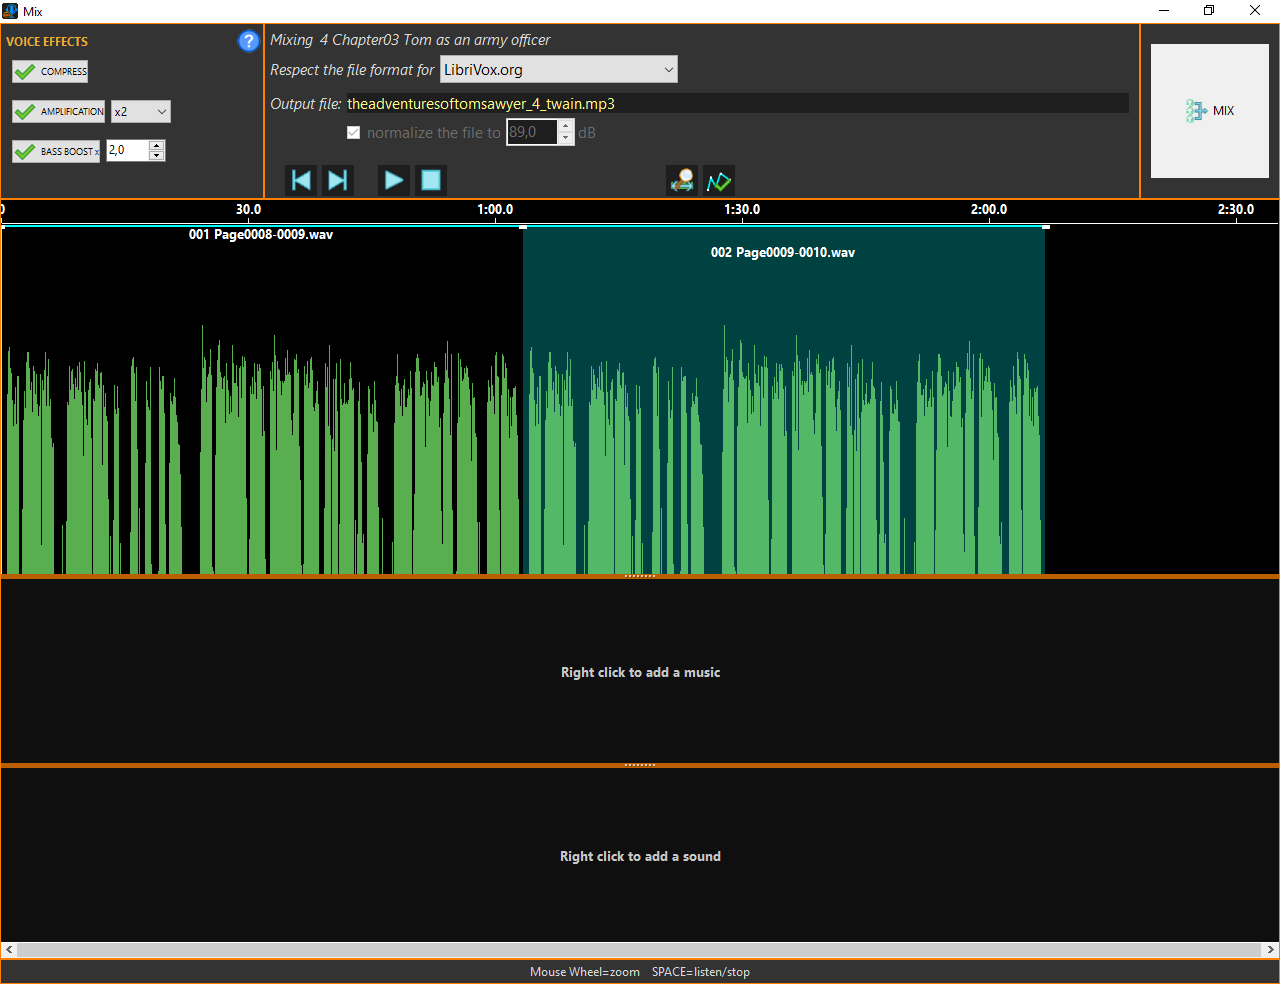 Mix
VOICE EFFECTS
?
COMPRESS
AMPLIFICATION x2
BASS BOOST x 2,0
Mixing 4 Chapter03 Tom as an army officer
Respect the file format for LibriVox.org
Output file: theadventuresoftomsawyer_4_twain.mp3
normalize the file to 89,0 dB
MIX
0 30.0 1:00.0 1:30.0 2:00.0 2:30.0
001 Page0008-0009.wav
002 Page0009-0010.wav
Right click to add a music
Right click to add a sound
Mouse Wheel=zoom SPACE=listen/stop